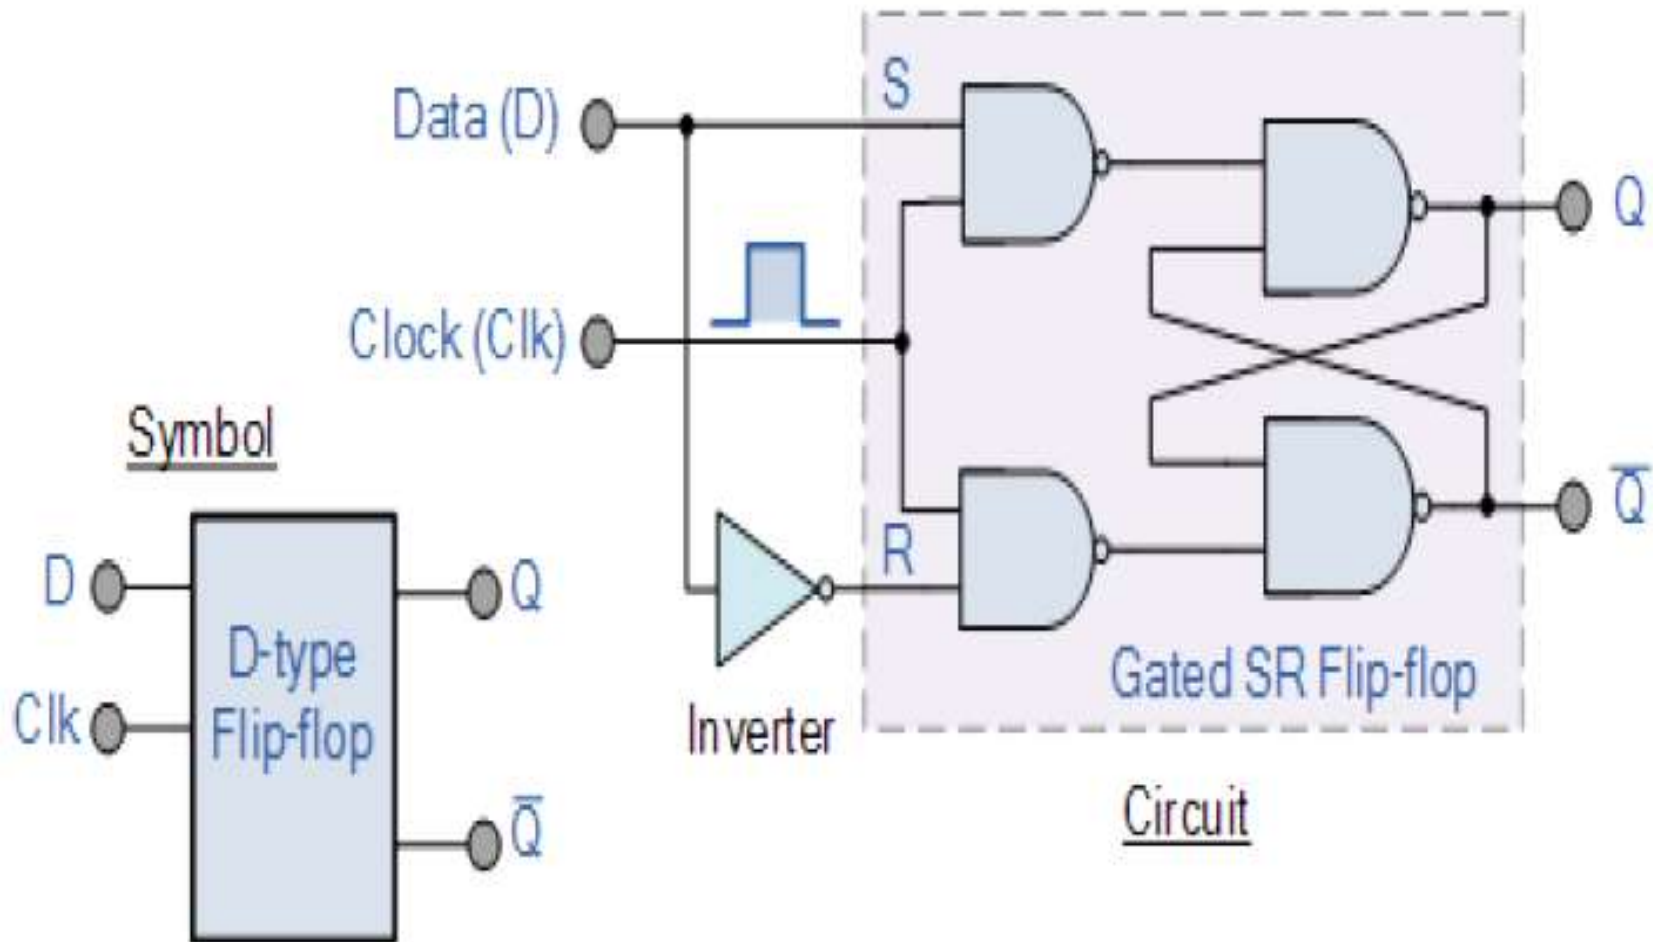 S
Data (D)
Q
Clock (Clk)
Symbol
Q̅
R
D
Q
D-type
Flip-flop
Gated SR Flip-flop
Clk
Inverter
Q̅
Circuit